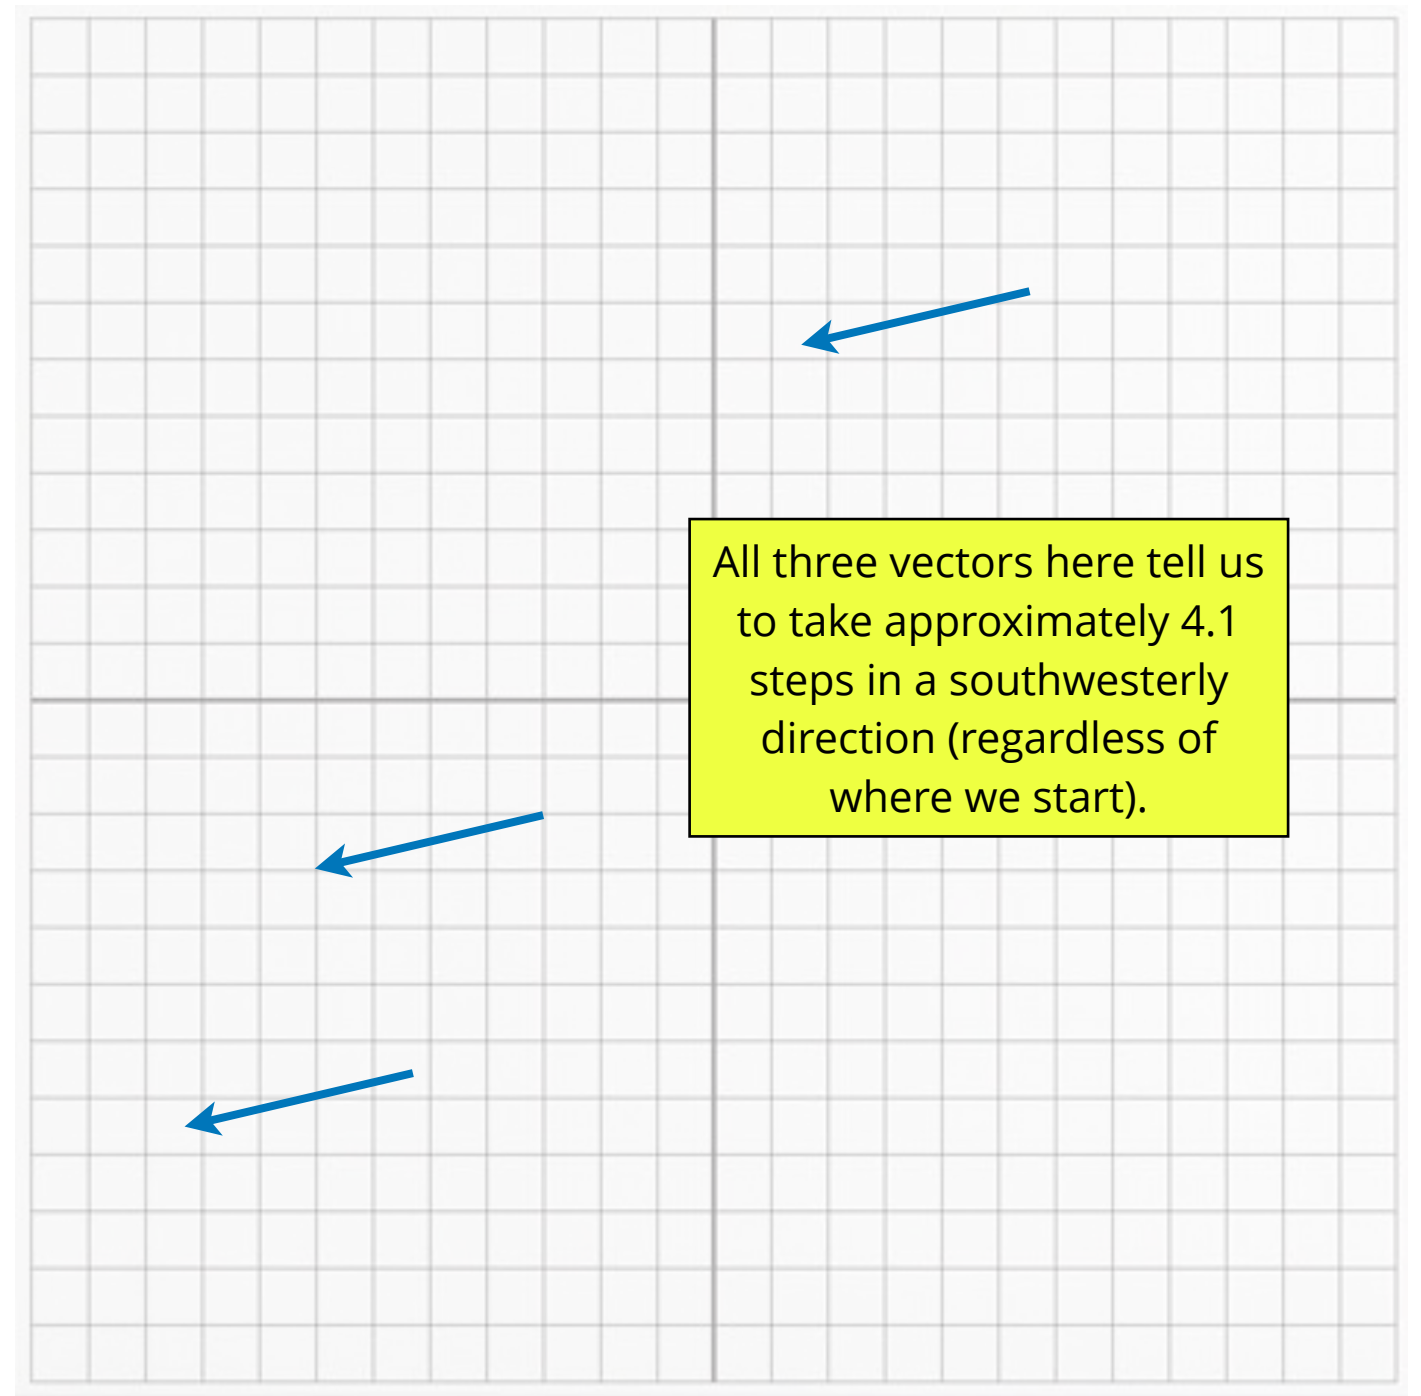 All three vectors here tell us
to take approximately 4.1
steps in a southwesterly
direction (regardless of
where we start).